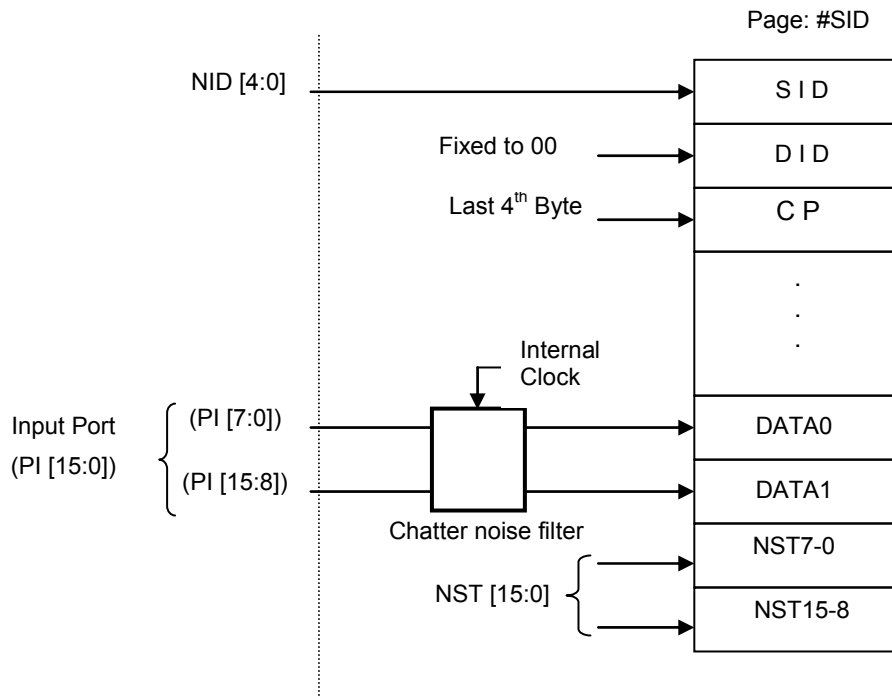 Page: #SID
NID [4:0]
S I D
Fixed to 00
D I D
Last 4th Byte
C P
.
.
.
Internal
Clock
Input Port
(PI [15:0])
(PI [7:0])
(PI [15:8])
DATA0
DATA1
Chatter noise filter
NST [15:0]
NST7-0
NST15-8